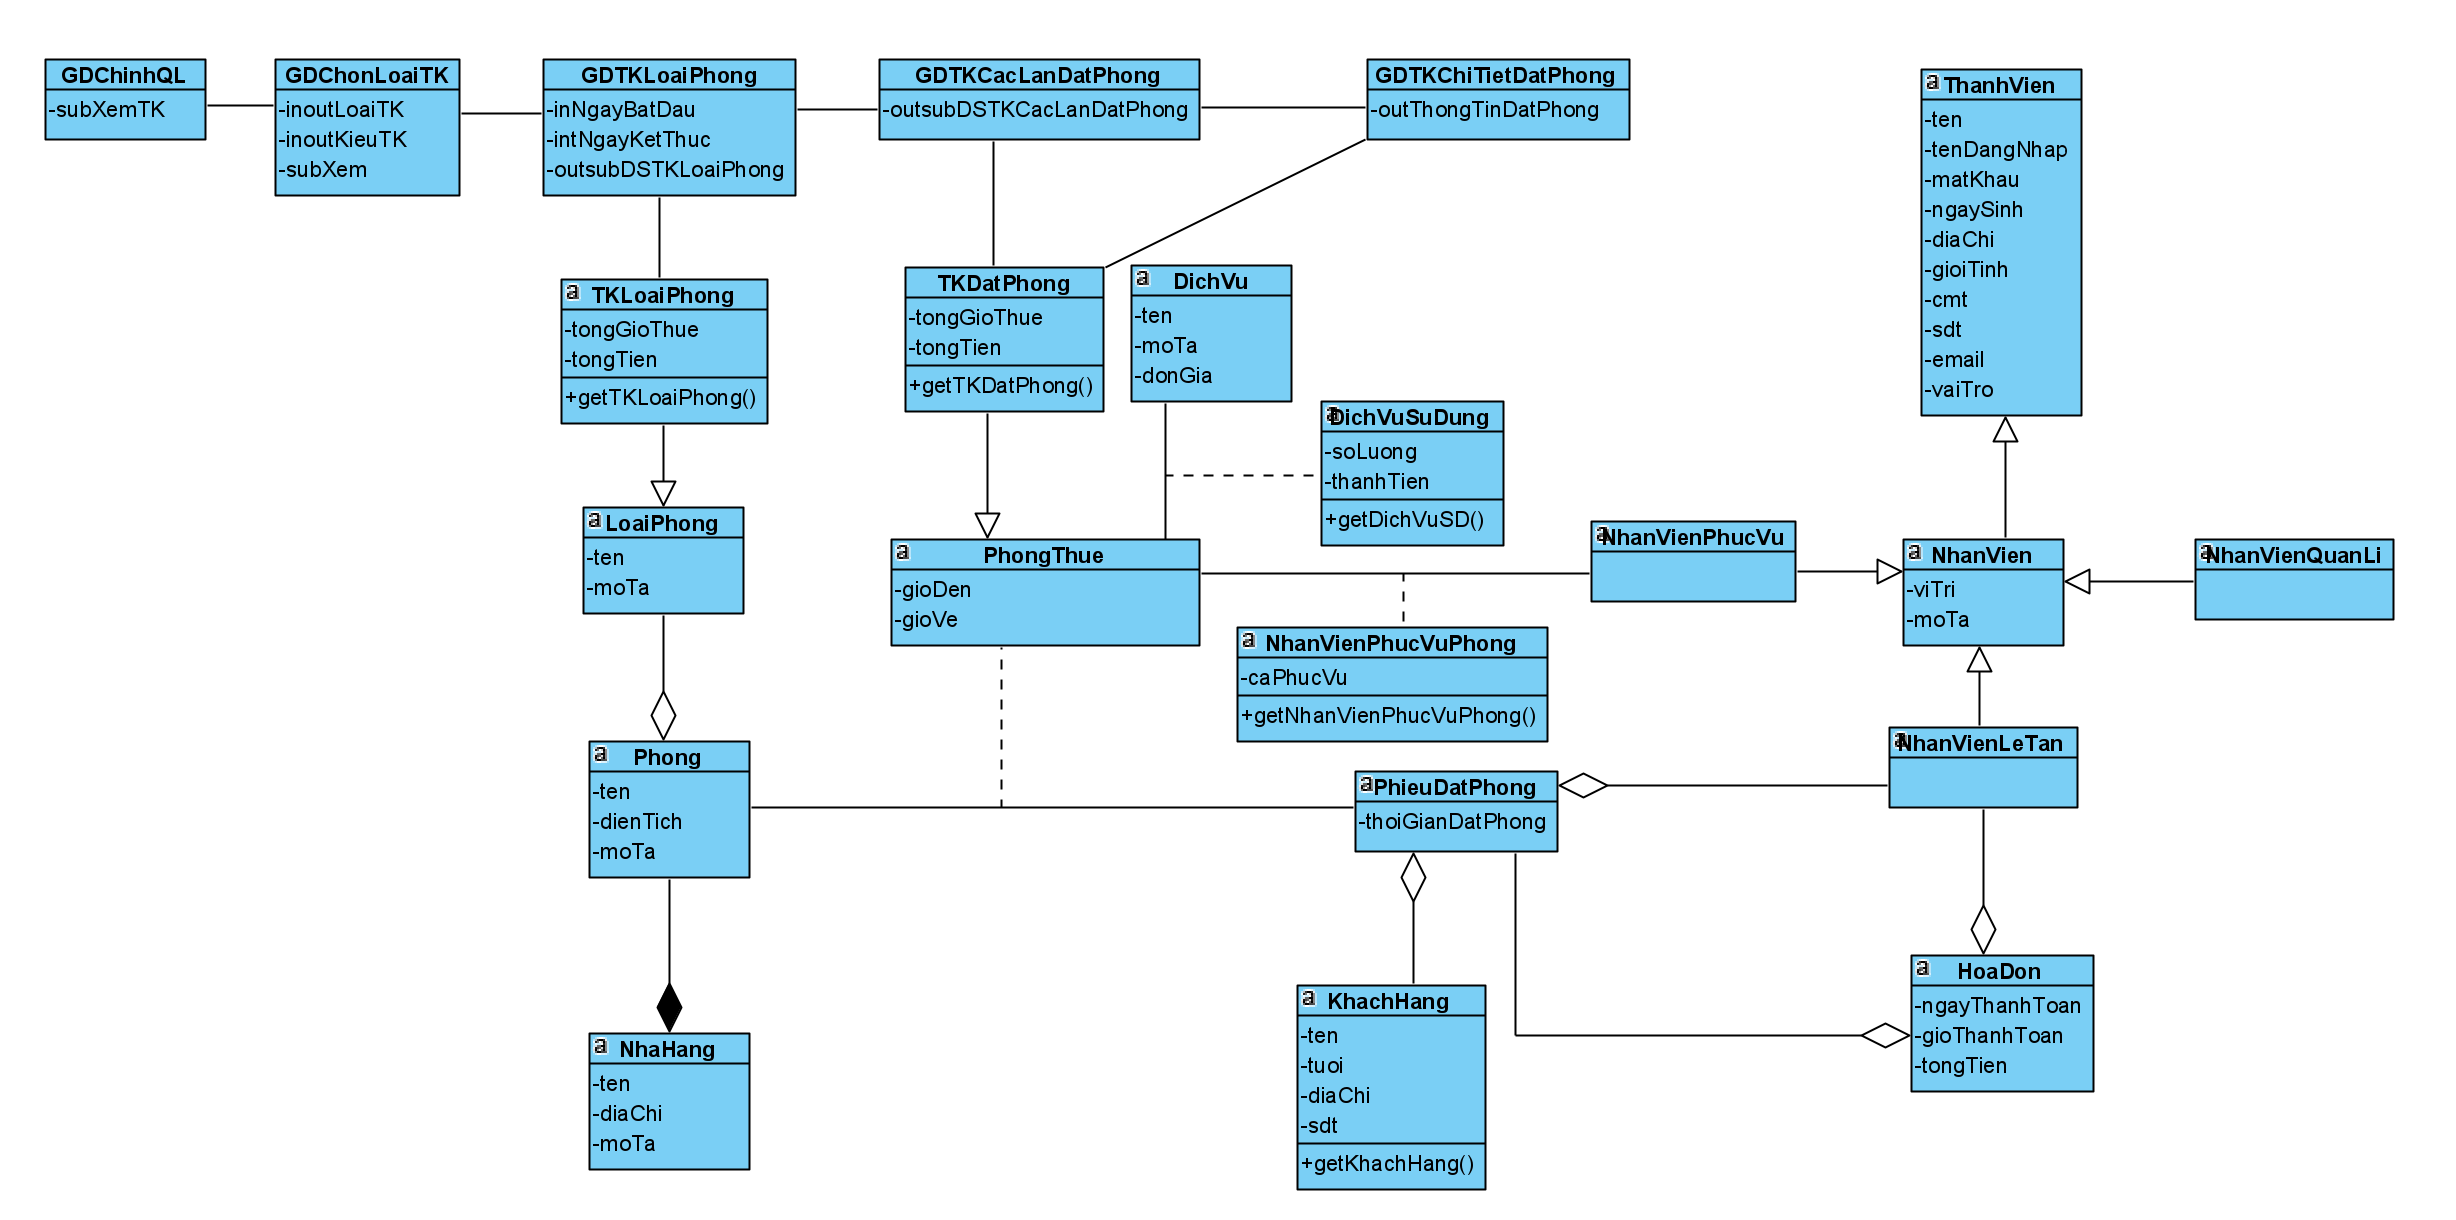 GDChinhQL
-subXemTK
GDChonLoaiTK
-inoutLoaiTK
-inoutKieuTK
-subXem
GDTKLoaiPhong
-inNgayBatDau
-intNgayKetThuc
-outsubDSTKLoaiPhong
GDTKCacLanDatPhong
-outsubDSTKCacLanDatPhong
GDTKChiTietDatPhong
-outThongTinDatPhong
a ThanhVien
-ten
-tenDangNhap
-matKhau
-ngaySinh
-diaChi
-gioiTinh
-cmt
-sdt
-email
-vaiTro
a TKLoaiPhong
-tongGioThue
-tongTien
+getTKLoaiPhong()
TKDatPhong
-tongGioThue
-tongTien
+getTKDatPhong()
a DichVu
-ten
-moTa
-donGia
a DichVuSuDung
-soLuong
-thanhTien
+getDichVuSD()
a LoaiPhong
-ten
-moTa
a PhongThue
-gioDen
-gioVe
a NhanVienPhucVu
a NhanVien
-viTri
-moTa
a NhanVienQuanLi
a NhanVienPhucVuPhong
-caPhucVu
+getNhanVienPhucVuPhong()
a Phong
-ten
-dienTich
-moTa
a PhieuDatPhong
-thoiGianDatPhong
a NhanVienLeTan
a NhaHang
-ten
-diaChi
-moTa
a KhachHang
-ten
-tuoi
-diaChi
-sdt
+getKhachHang()
a HoaDon
-ngayThanhToan
-gioThanhToan
-tongTien